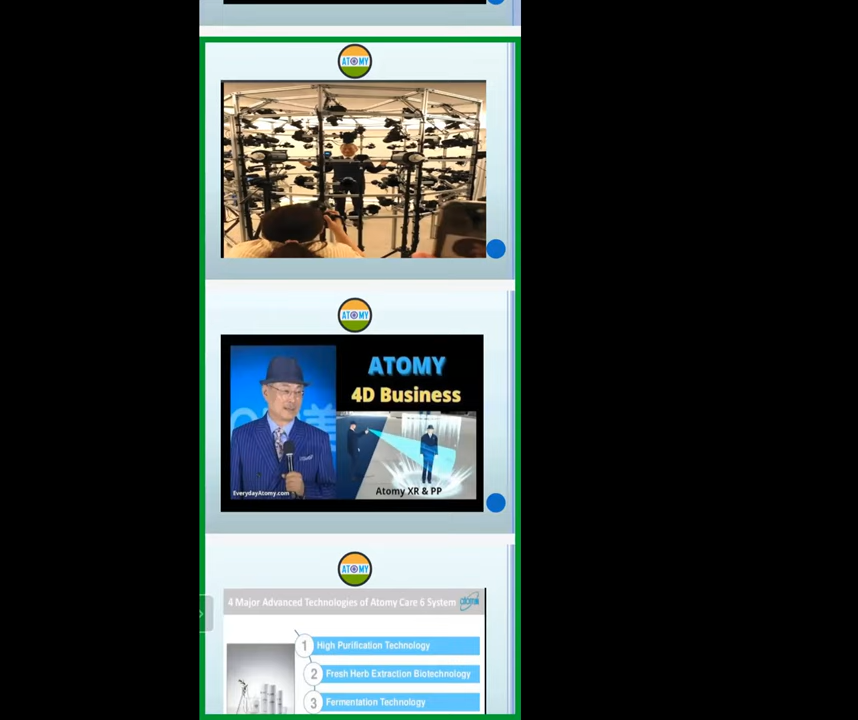 ATOMY
ATOMY
ATOMY
4D Business
EverydayAtomy.com
Atomy XR & PP
ATOMY
4 Major Advanced Technologies of Atomy Care 6 System
atomy
1 High Purification Technology
2 Fresh Herb Extraction Biotechnology
3 Fermentation Technology